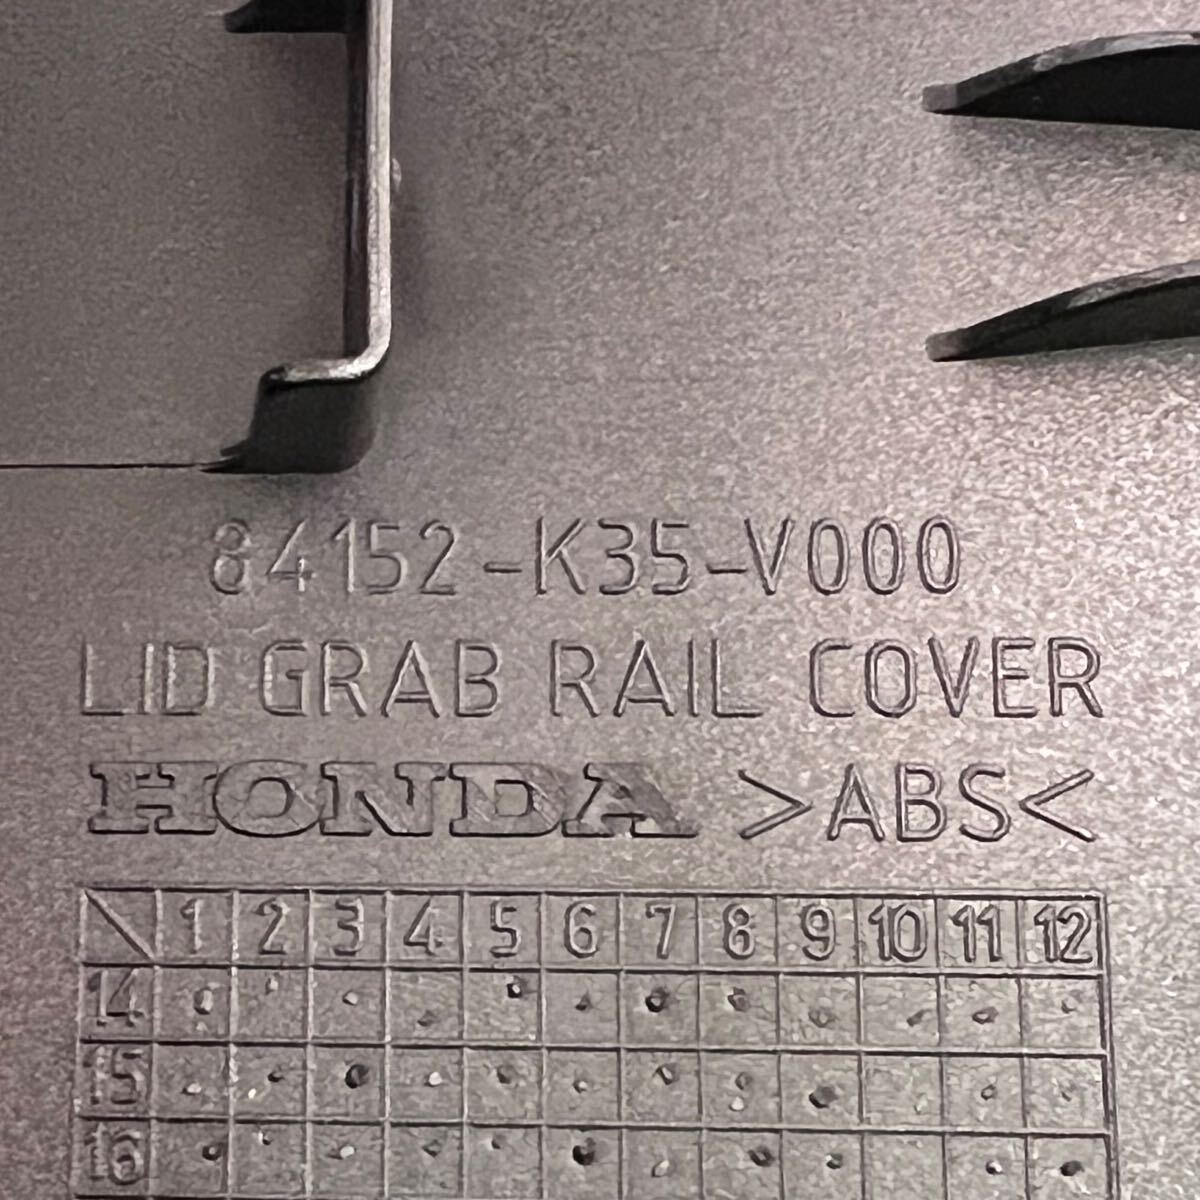 84152-K35-V000
LID GRAB RAIL COVER
HONDA >ABS<
1 2 3 4 5 6 7 8 9 10 11 12
14
15
16